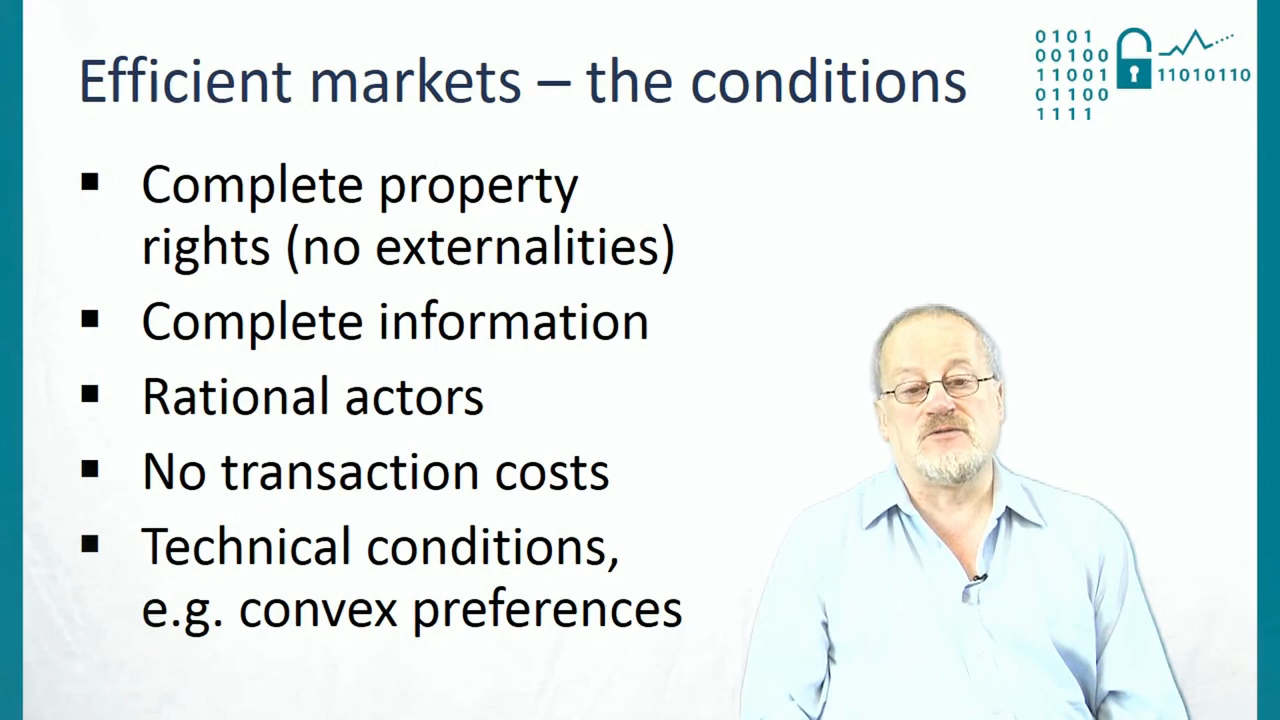 Efficient markets – the conditions
0101
00100
11001
01100
1111
11010110
▪ Complete property
rights (no externalities)
▪ Complete information
▪ Rational actors
▪ No transaction costs
▪ Technical conditions,
e.g. convex preferences